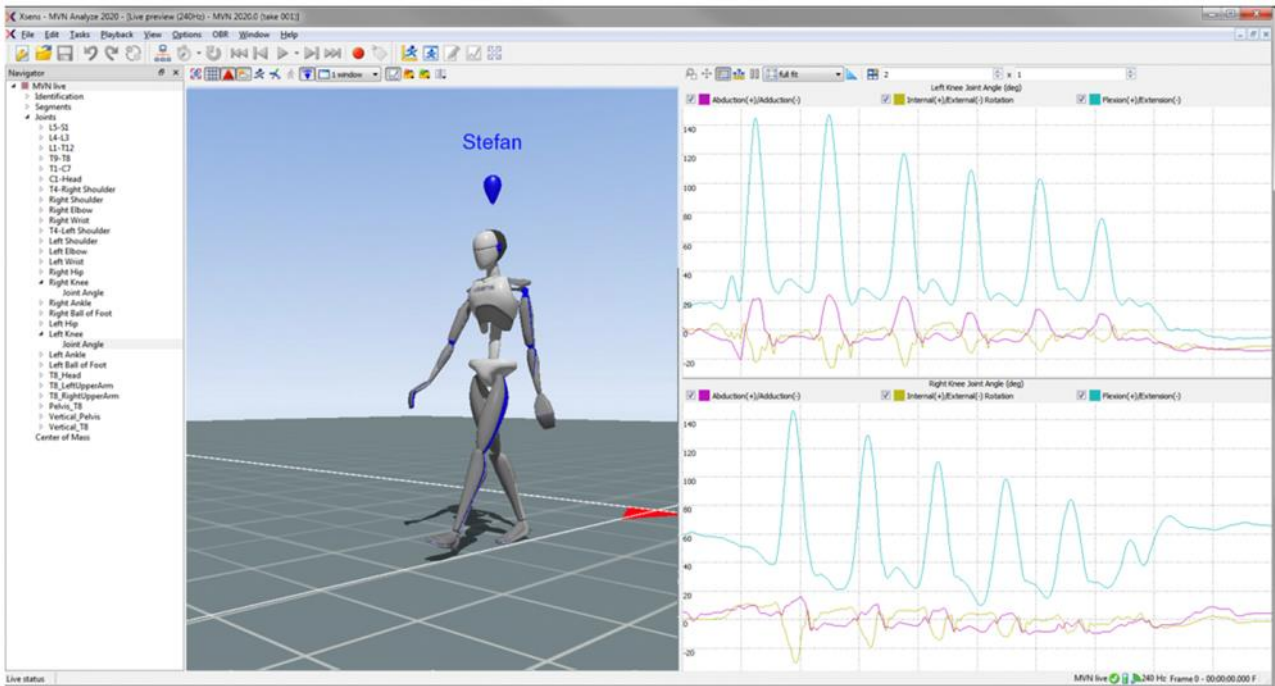 Xsens - MVN Analyze 2020 - [Live preview (240Hz) - MVN 2020.0 (take 001)]
File Edit Tasks Playback View Options OBR Window Help
Navigator
1 window
MVN live
Identification
Segments
Joints
L5-S1
L4-L3
L1-T12
T9-T8
T1-C7
C1-Head
T4-Right Shoulder
Right Shoulder
Right Elbow
Right Wrist
T4-Left Shoulder
Left Shoulder
Left Elbow
Left Wrist
Right Hip
Right Knee
Joint Angle
Right Ankle
Right Ball of Foot
Left Hip
Left Knee
Joint Angle
Left Ankle
Left Ball of Foot
T8_Head
T8_LeftUpperArm
T8_RightUpperArm
Pelvis_T8
Vertical_Pelvis
Vertical_T8
Center of Mass
Stefan
full fit 2 x 1
Left Knee Joint Angle (deg)
Abduction(+)/Adduction(-) Internal(+)/External(-) Rotation Flexion(+)/Extension(-)
140
120
100
80
60
40
20
0
-20
Right Knee Joint Angle (deg)
Abduction(+)/Adduction(-) Internal(+)/External(-) Rotation Flexion(+)/Extension(-)
140
120
100
80
60
40
20
0
-20
Live status
MVN live 240 Hz Frame 0 - 00:00:00.000 F